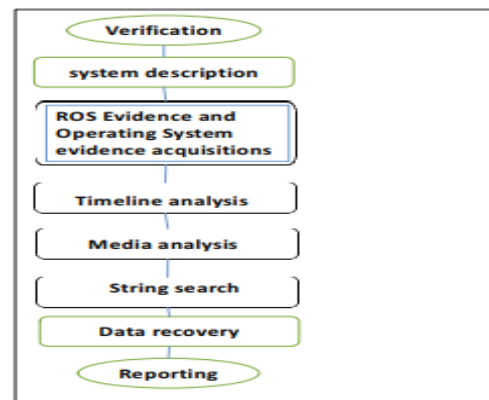 Verification
system description
ROS Evidence and
Operating System
evidence acquisitions
Timeline analysis
Media analysis
String search
Data recovery
Reporting